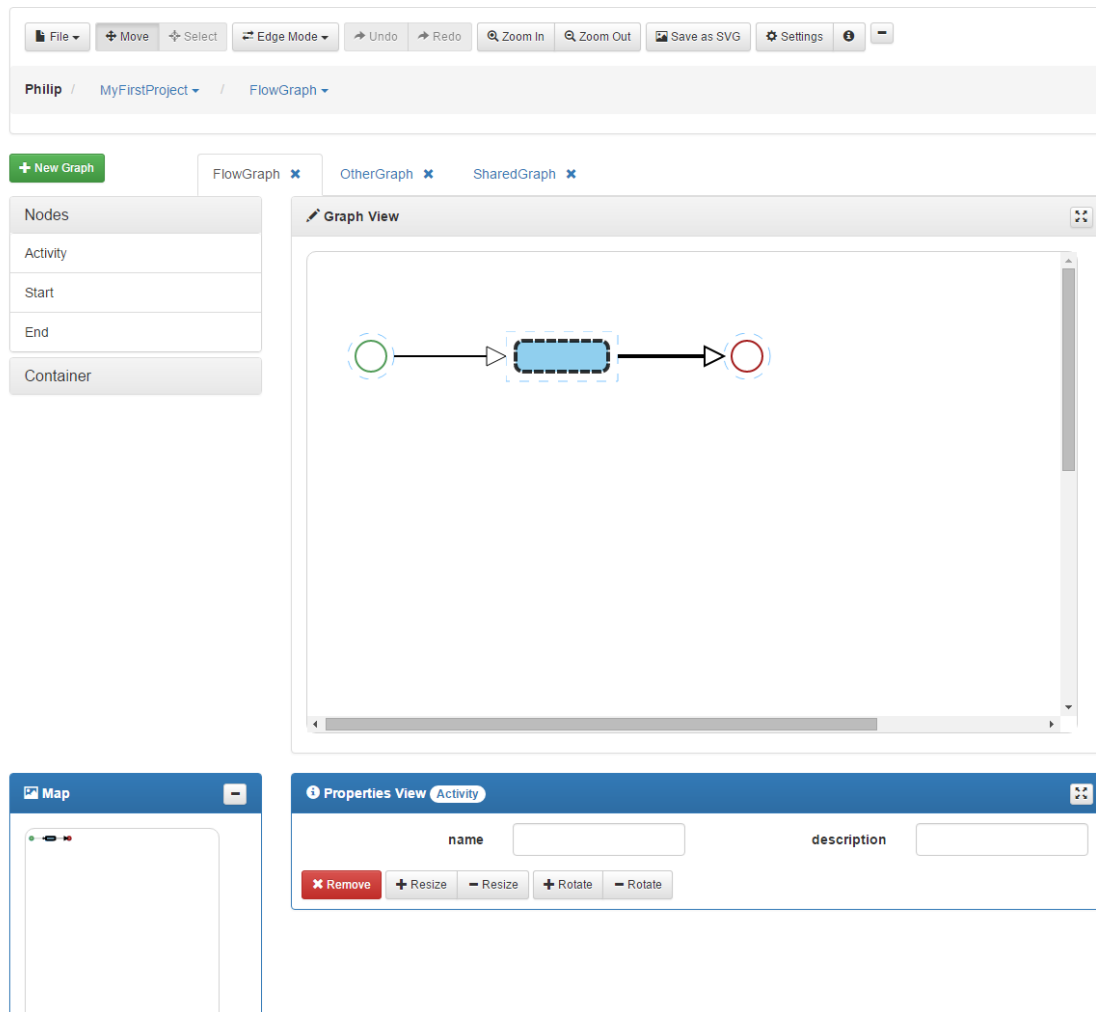 File Move Select Edge Mode Undo Redo Zoom In Zoom Out Save as SVG Settings
Philip / MyFirstProject / FlowGraph
New Graph
FlowGraph OtherGraph SharedGraph
Nodes
Graph View
Activity
Start
End
Container
Map
Properties View Activity
name description
Remove Resize Resize Rotate Rotate